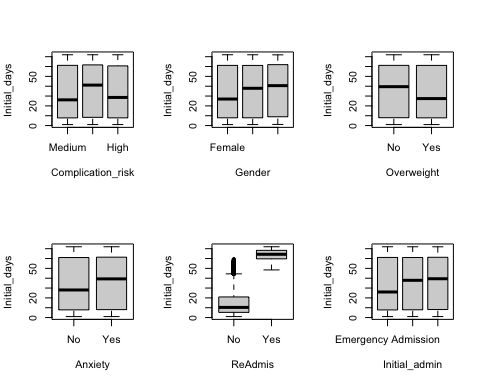 Initial_days
0 20 50
Medium High
Complication_risk
Initial_days
0 20 50
Female
Gender
Initial_days
0 20 50
No Yes
Overweight
Initial_days
0 20 50
No Yes
Anxiety
Initial_days
0 20 50
No Yes
ReAdmis
Initial_days
0 20 50
Emergency Admission
Initial_admin